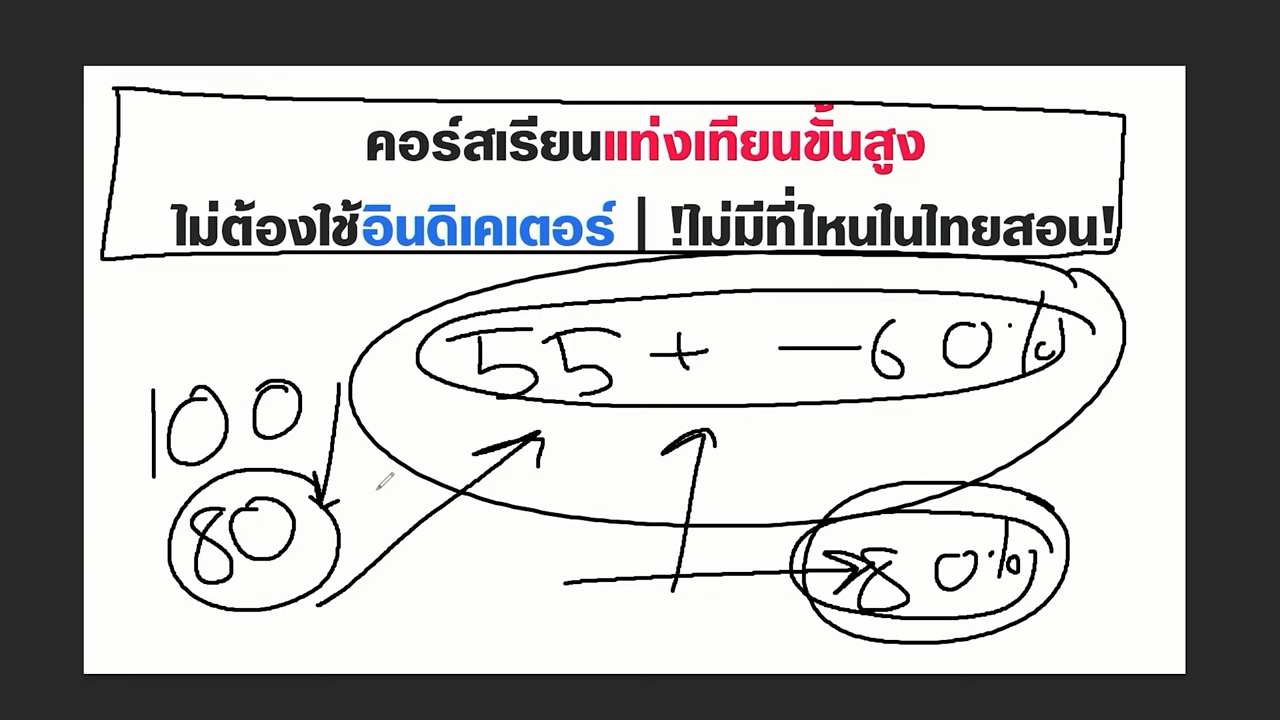 คอร์สเรียนแท่งเทียนขั้นสูง
ไม่ต้องใช้อินดิเคเตอร์ | !ไม่มีที่ไหนในไทยสอน!
55+ - 60%
100
80
80%